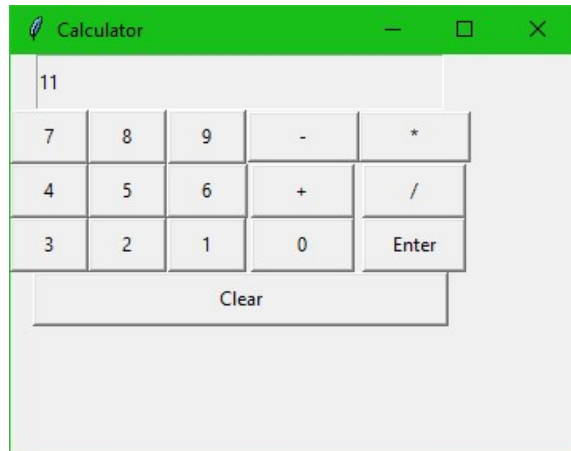 Calculator
11
7 8 9 - *
4 5 6 + /
3 2 1 0 Enter
Clear